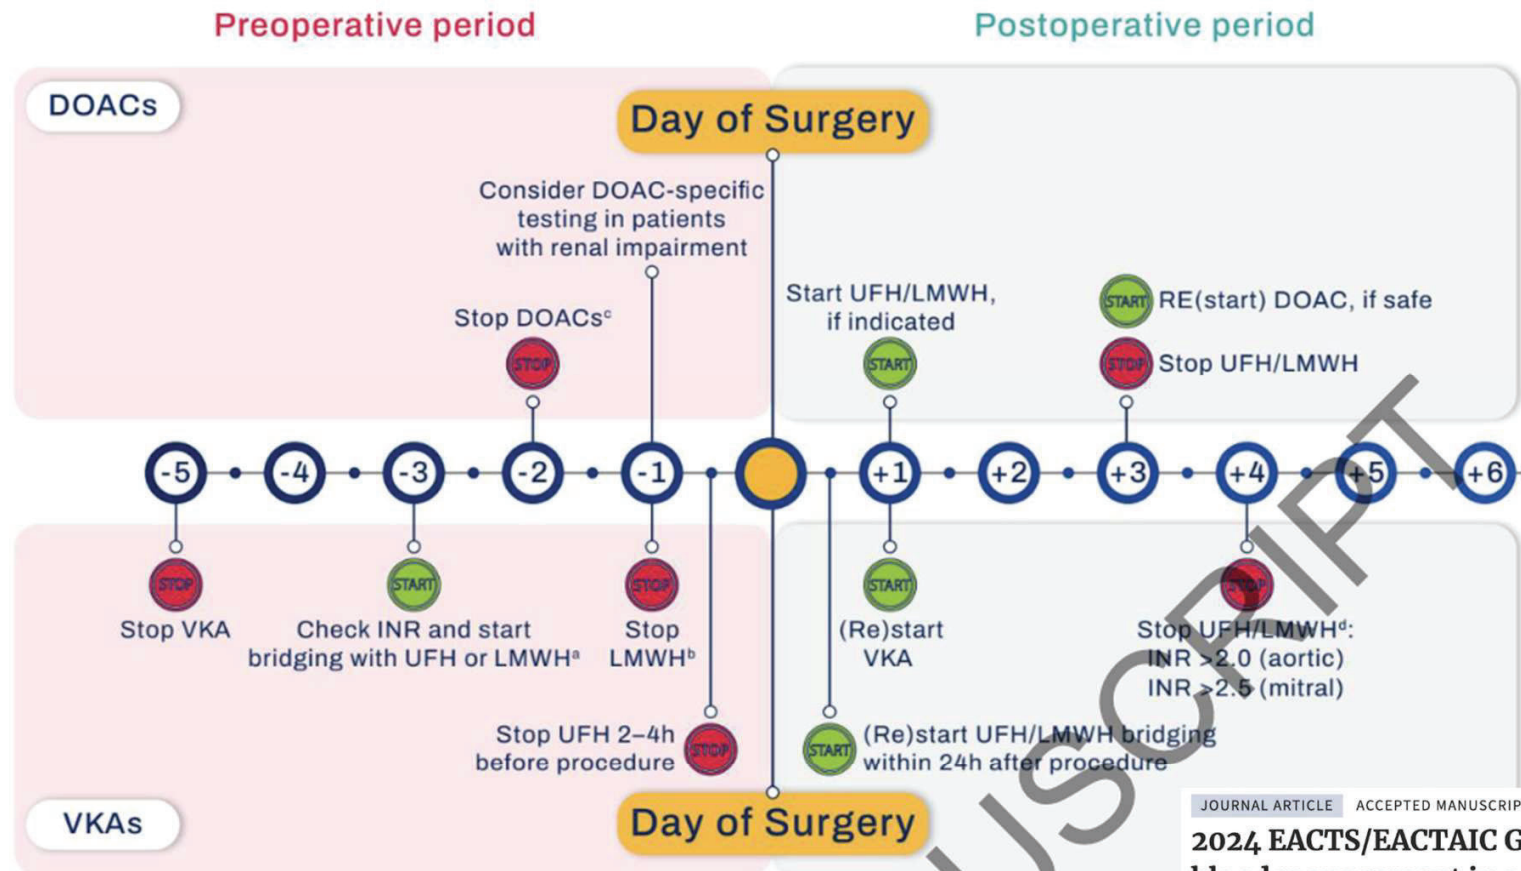 Preoperative period
Postoperative period
DOACs
Day of Surgery
Consider DOAC-specific
testing in patients
with renal impairment
Stop DOACsᶜ
STOP
Start UFH/LMWH,
if indicated
START
START RE(start) DOAC, if safe
STOP Stop UFH/LMWH
-5 -4 -3 -2 -1 +1 +2 +3 +4 +5 +6
STOP
Stop VKA
START
Check INR and start
bridging with UFH or LMWHᵃ
STOP
Stop
LMWHᵇ
Stop UFH 2–4h
before procedure
STOP
START
(Re)start
VKA
START
(Re)start UFH/LMWH bridging
within 24h after procedure
STOP
Stop UFH/LMWHᵈ:
INR >2.0 (aortic)
INR >2.5 (mitral)
VKAs
Day of Surgery
USCRIPT
JOURNAL ARTICLE ACCEPTED MANUSCRIP
2024 EACTS/EACTAIC G